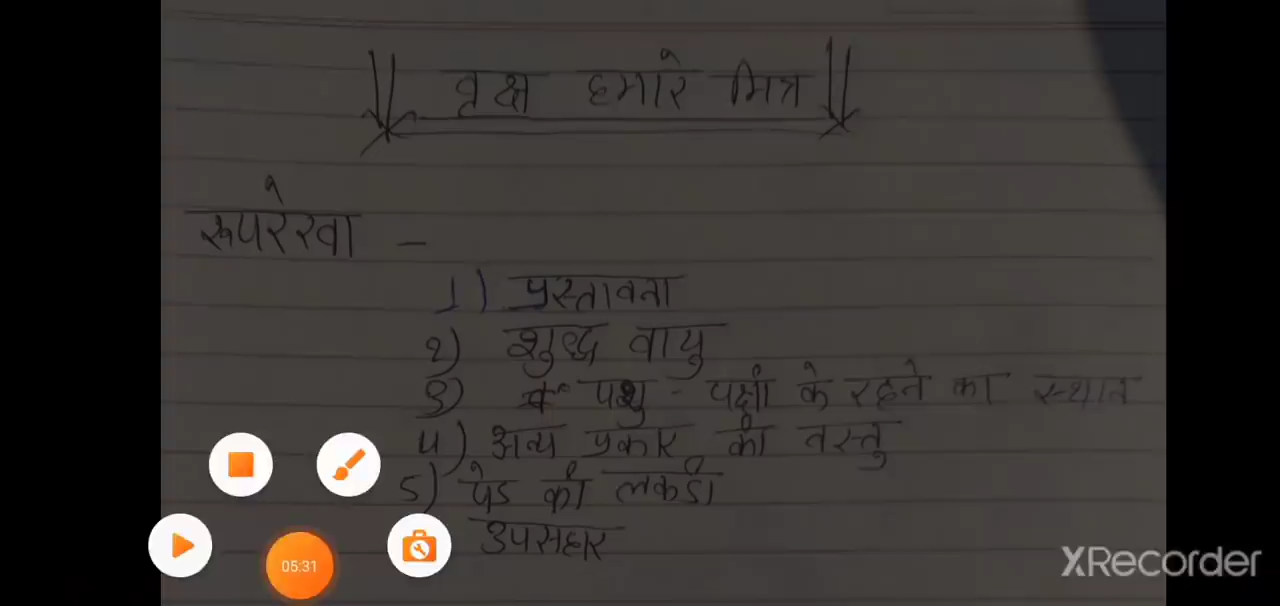 वृक्ष हमारे मित्र
रूपरेखा -
1) प्रस्तावना
2) शुद्ध वायु
3) पशु - पक्षी के रहने का स्थान
4) अन्य प्रकार की वस्तु
5) पेड की लकडी
उपसहार
05:31
XRecorder